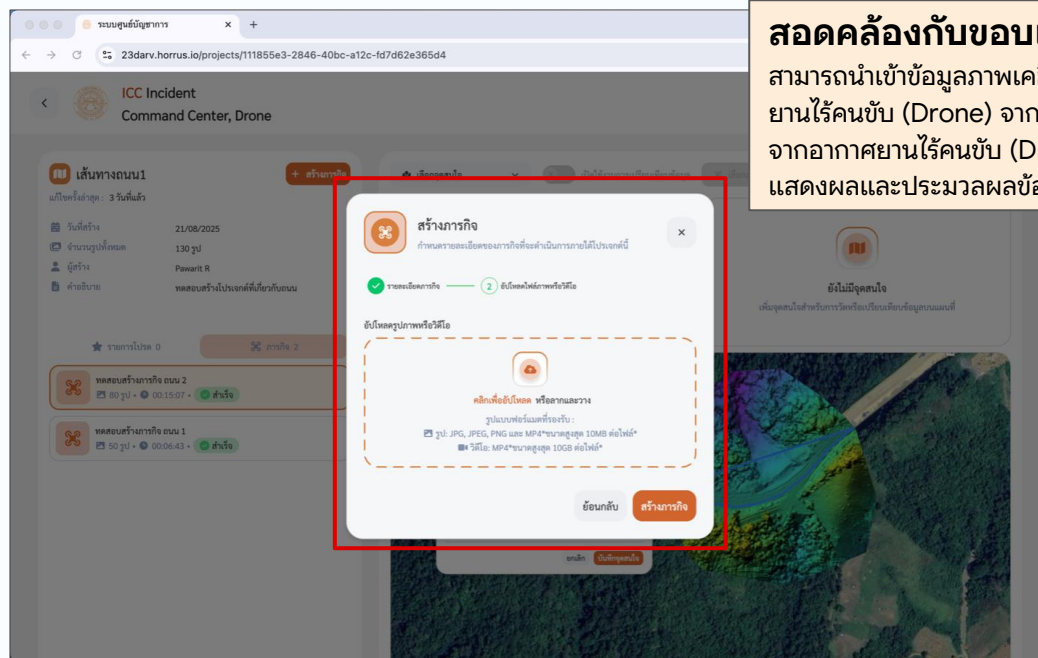 ระบบศูนย์บัญชาการ
23darv.horrus.io/projects/111855e3-2846-40bc-a12c-fd7d62e365d4
สอดคล้องกับขอบเ
สามารถนำเข้าข้อมูลภาพเคลื่
ยานไร้คนขับ (Drone) จาก
จากอากาศยานไร้คนขับ (D
แสดงผลและประมวลผลข้อ
ICC Incident
Command Center, Drone
เส้นทางถนน1
+ สร้างภารกิจ
แก้ไขครั้งล่าสุด : 3 วันที่แล้ว
วันที่สร้าง 21/08/2025
จำนวนรูปทั้งหมด 130 รูป
ผู้สร้าง Pawarit R
คำอธิบาย ทดสอบสร้างโปรเจกต์ที่เกี่ยวกับถนน
รายการโปรด 0
ภารกิจ 2
ทดสอบสร้างภารกิจ ถนน 2
80 รูป • 00:15:07 • สำเร็จ
ทดสอบสร้างภารกิจ ถนน 1
50 รูป • 00:06:43 • สำเร็จ
เลือกจุดสนใจ
สร้างภารกิจ
กำหนดรายละเอียดของภารกิจที่จะดำเนินการภายใต้โปรเจกต์นี้
รายละเอียดภารกิจ
2 อัปโหลดไฟล์ภาพหรือวิดีโอ
อัปโหลดรูปภาพหรือวิดีโอ
คลิกเพื่ออัปโหลด หรือลากและวาง
รูปแบบฟอร์แมตที่รองรับ :
รูป: JPG, JPEG, PNG และ MP4*ขนาดสูงสุด 10MB ต่อไฟล์*
วิดีโอ: MP4*ขนาดสูงสุด 10GB ต่อไฟล์*
ย้อนกลับ
สร้างภารกิจ
ยังไม่มีจุดสนใจ
เพิ่มจุดสนใจสำหรับการวัดหรือเปรียบเทียบข้อมูลบนแผนที่
ยกเลิก
บันทึกจุดสนใจ